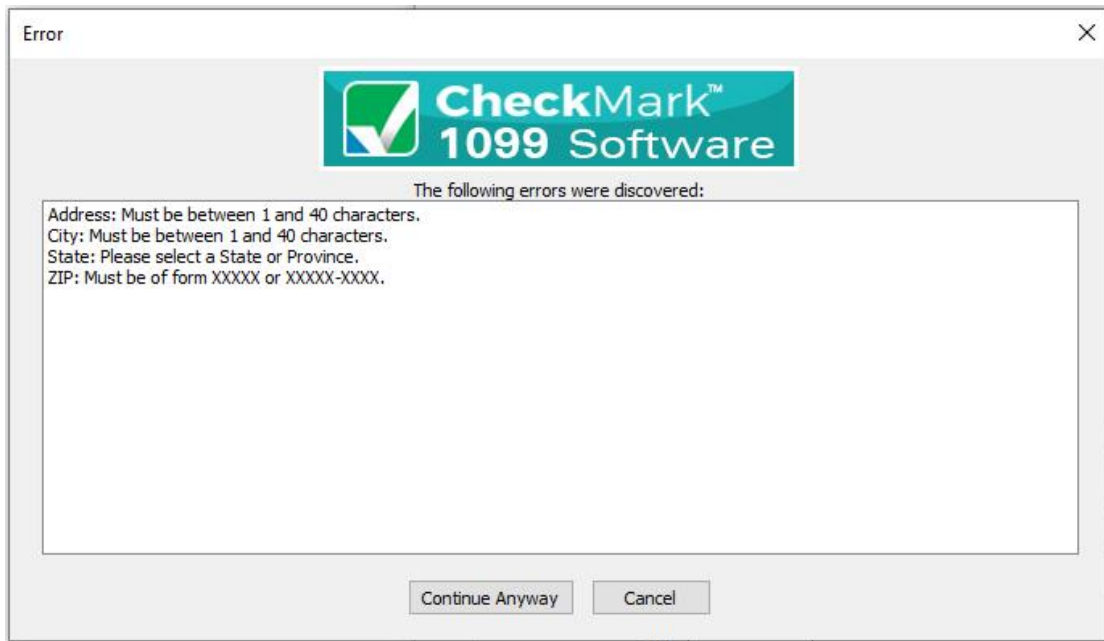 Error
CheckMark™
1099 Software
The following errors were discovered:
Address: Must be between 1 and 40 characters.
City: Must be between 1 and 40 characters.
State: Please select a State or Province.
ZIP: Must be of form XXXXX or XXXXX-XXXX.
Continue Anyway Cancel